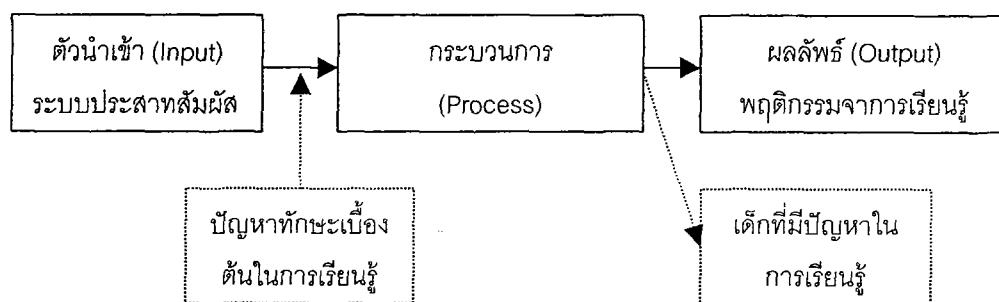 ตัวนำเข้า (Input)
ระบบประสาทสัมผัส
กระบวนการ
(Process)
ผลลัพธ์ (Output)
พฤติกรรมจาการเรียนรู้
ปัญหาทักษะเบื้อง
ต้นในการเรียนรู้
เด็กที่มีปัญหาใน
การเรียนรู้